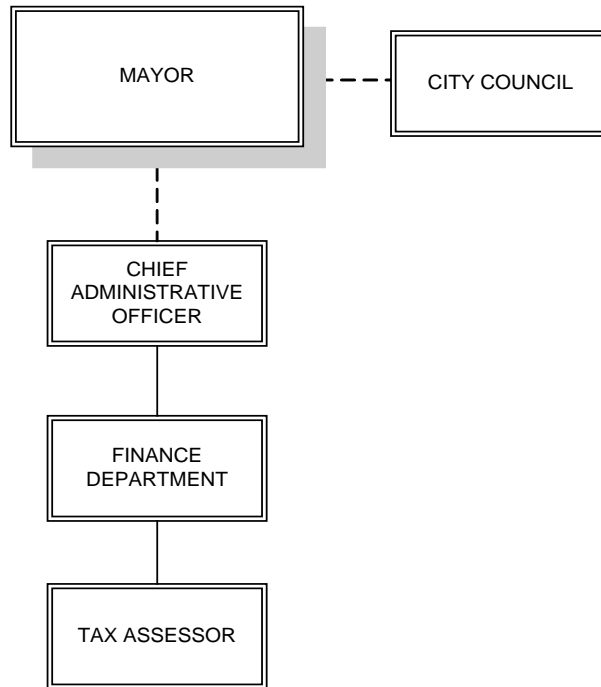 MAYOR
CITY COUNCIL
CHIEF
ADMINISTRATIVE
OFFICER
FINANCE
DEPARTMENT
TAX ASSESSOR